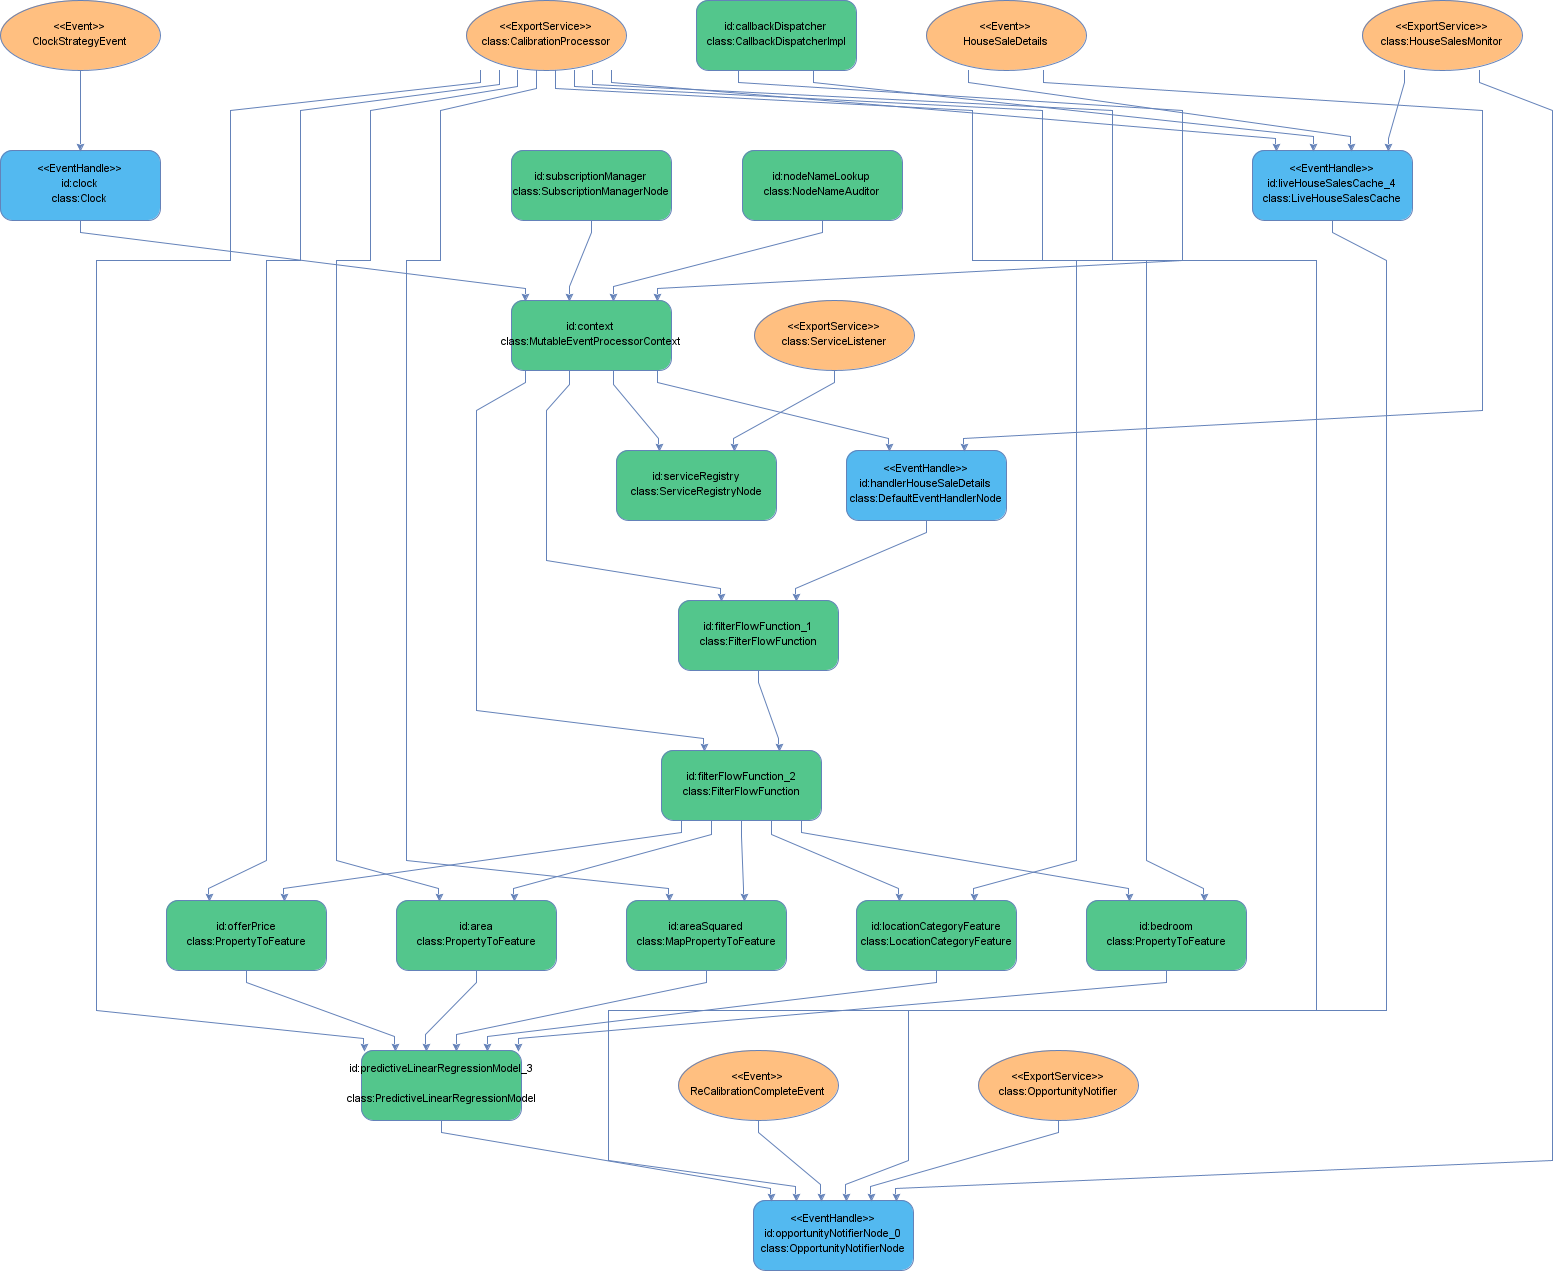 <<Event>>
ClockStrategyEvent
<<ExportService>>
class:CalibrationProcessor
id:callbackDispatcher
class:CallbackDispatcherImpl
<<Event>>
HouseSaleDetails
<<ExportService>>
class:HouseSalesMonitor
<<EventHandle>>
id:clock
class:Clock
id:subscriptionManager
class:SubscriptionManagerNode
id:nodeNameLookup
class:NodeNameAuditor
<<EventHandle>>
id:liveHouseSalesCache_4
class:LiveHouseSalesCache
id:context
class:MutableEventProcessorContext
<<ExportService>>
class:ServiceListener
id:serviceRegistry
class:ServiceRegistryNode
<<EventHandle>>
id:handlerHouseSaleDetails
class:DefaultEventHandlerNode
id:filterFlowFunction_1
class:FilterFlowFunction
id:filterFlowFunction_2
class:FilterFlowFunction
id:offerPrice
class:PropertyToFeature
id:area
class:PropertyToFeature
id:areaSquared
class:MapPropertyToFeature
id:locationCategoryFeature
class:LocationCategoryFeature
id:bedroom
class:PropertyToFeature
id:predictiveLinearRegressionModel_3
class:PredictiveLinearRegressionModel
<<Event>>
ReCalibrationCompleteEvent
<<ExportService>>
class:OpportunityNotifier
<<EventHandle>>
id:opportunityNotifierNode_0
class:OpportunityNotifierNode